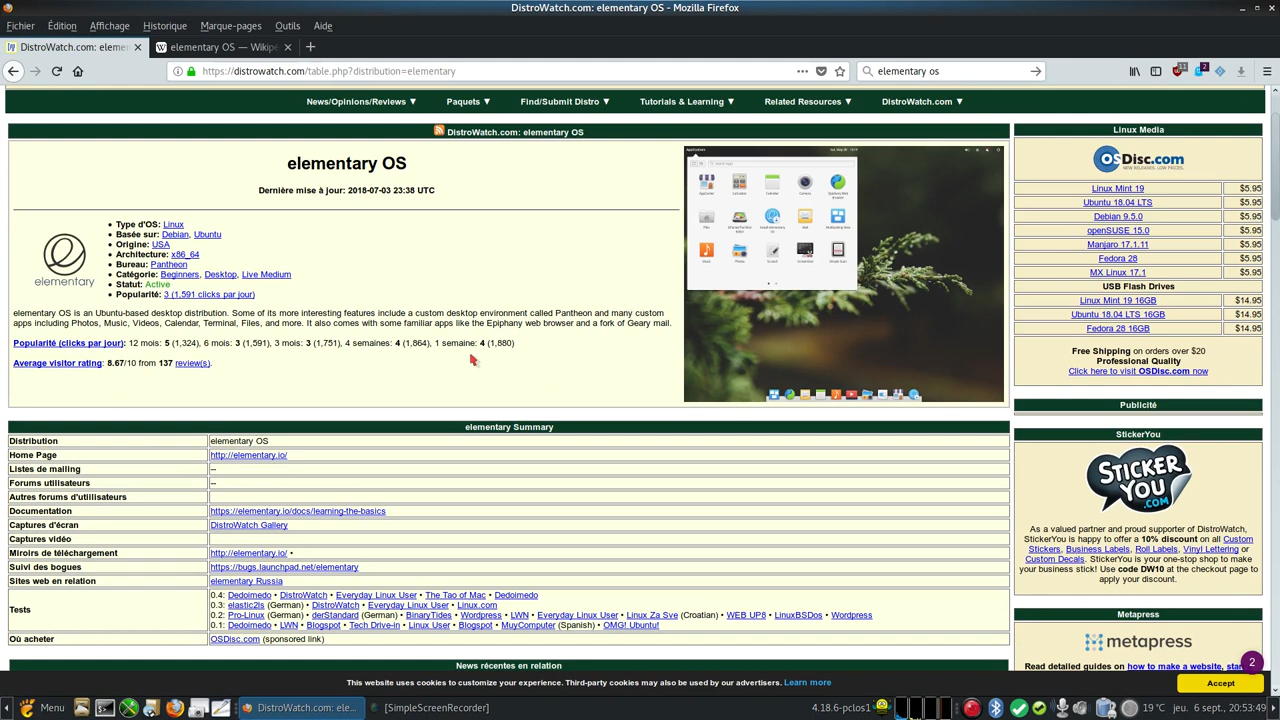 DistroWatch.com: elementary OS - Mozilla Firefox
Fichier Édition Affichage Historique Marque-pages Outils Aide
DistroWatch.com: elemen
elementary OS — Wikipé
https://distrowatch.com/table.php?distribution=elementary
elementary os
11
2
News/Opinions/Reviews ▼ Paquets ▼ Find/Submit Distro ▼ Tutorials & Learning ▼ Related Resources ▼ DistroWatch.com ▼
DistroWatch.com: elementary OS
elementary OS
Dernière mise à jour: 2018-07-03 23:38 UTC
elementary
• Type d'OS: Linux
• Basée sur: Debian, Ubuntu
• Origine: USA
• Architecture: x86_64
• Bureau: Pantheon
• Catégorie: Beginners, Desktop, Live Medium
• Statut: Active
• Popularité: 3 (1,591 clicks par jour)
elementary OS is an Ubuntu-based desktop distribution. Some of its more interesting features include a custom desktop environment called Pantheon and many custom
apps including Photos, Music, Videos, Calendar, Terminal, Files, and more. It also comes with some familiar apps like the Epiphany web browser and a fork of Geary mail.
Popularité (clicks par jour): 12 mois: 5 (1,324), 6 mois: 3 (1,591), 3 mois: 3 (1,751), 4 semaines: 4 (1,864), 1 semaine: 4 (1,880)
Average visitor rating: 8.67/10 from 137 review(s).
elementary Summary
Distribution elementary OS
Home Page http://elementary.io/
Listes de mailing --
Forums utilisateurs --
Autres forums d'utilisateurs
Documentation https://elementary.io/docs/learning-the-basics
Captures d'écran DistroWatch Gallery
Captures vidéo
Miroirs de téléchargement http://elementary.io/ •
Suivi des bogues https://bugs.launchpad.net/elementary
Sites web en relation elementary Russia
Tests
0.4: Dedoimedo • DistroWatch • Everyday Linux User • The Tao of Mac • Dedoimedo
0.3: elastic2ls (German) • DistroWatch • Everyday Linux User • Linux.com
0.2: Pro-Linux (German) • derStandard (German) • BinaryTides • Wordpress • LWN • Everyday Linux User • Linux Za Sve (Croatian) • WEB UP8 • LinuxBSDos • Wordpress
0.1: Dedoimedo • LWN • Blogspot • Tech Drive-in • Linux User • Blogspot • MuyComputer (Spanish) • OMG! Ubuntu!
Où acheter OSDisc.com (sponsored link)
News récentes en relation
Linux Media
OSDisc.com
NEW RELEASES. LOW PRICES.
Linux Mint 19 $5.95
Ubuntu 18.04 LTS $5.95
Debian 9.5.0 $5.95
openSUSE 15.0 $5.95
Manjaro 17.1.11 $5.95
Fedora 28 $5.95
MX Linux 17.1 $5.95
USB Flash Drives
Linux Mint 19 16GB $14.95
Ubuntu 18.04 LTS 16GB $14.95
Fedora 28 16GB $14.95
Free Shipping on orders over $20
Professional Quality
Click here to visit OSDisc.com now
Publicité
StickerYou
STICKER
YOU
.COM
As a valued partner and proud supporter of DistroWatch,
StickerYou is happy to offer a 10% discount on all Custom
Stickers, Business Labels, Roll Labels, Vinyl Lettering or
Custom Decals. StickerYou is your one-stop shop to make
your business stick! Use code DW10 at the checkout page to
apply your discount.
Metapress
metapress
Read detailed guides on how to make a website, star
2
This website uses cookies to customize your experience. Third-party cookies may also be used by our advertisers. Learn more
Accept
Menu
DistroWatch.com: ele...
[SimpleScreenRecorder]
4.18.6-pclos1
19 °C
jeu. 6 sept., 20:53:49